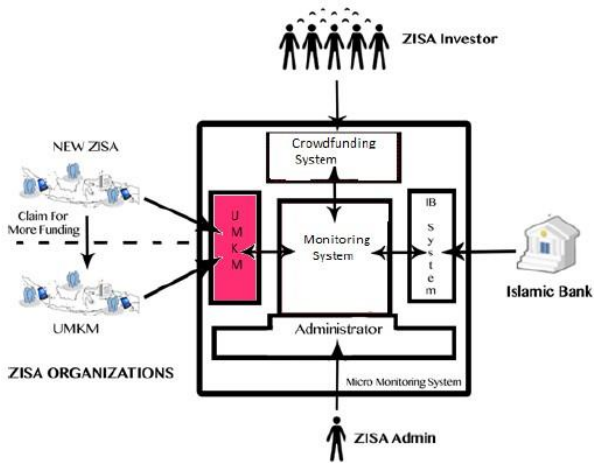 ZISA Investor
Crowdfunding
System
NEW ZISA
Claim For
More Funding
UMKM
ZISA ORGANIZATIONS
U
M
K
M
Monitoring
System
IB
S
y
s
t
e
m
Islamic Bank
Administrator
Micro Monitoring System
ZISA Admin